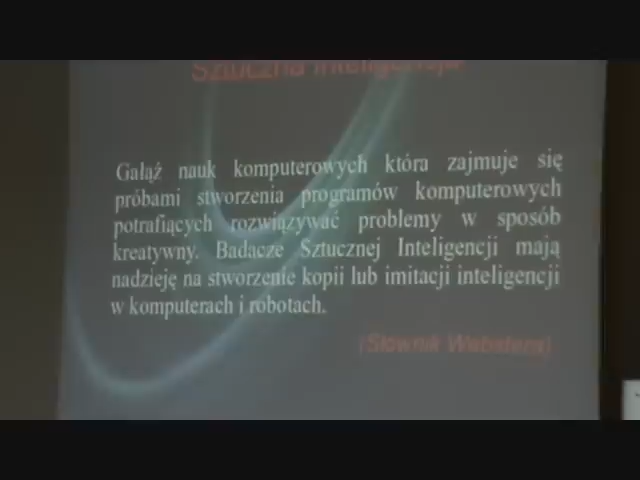 Sztuczna Inteligencja
Gałąź nauk komputerowych która zajmuje się
próbami stworzenia programów komputerowych
potrafiących rozwiązywać problemy w sposób
kreatywny. Badacze Sztucznej Inteligencji mają
nadzieję na stworzenie kopii lub imitacji inteligencji
w komputerach i robotach.
(Słownik Webstera)